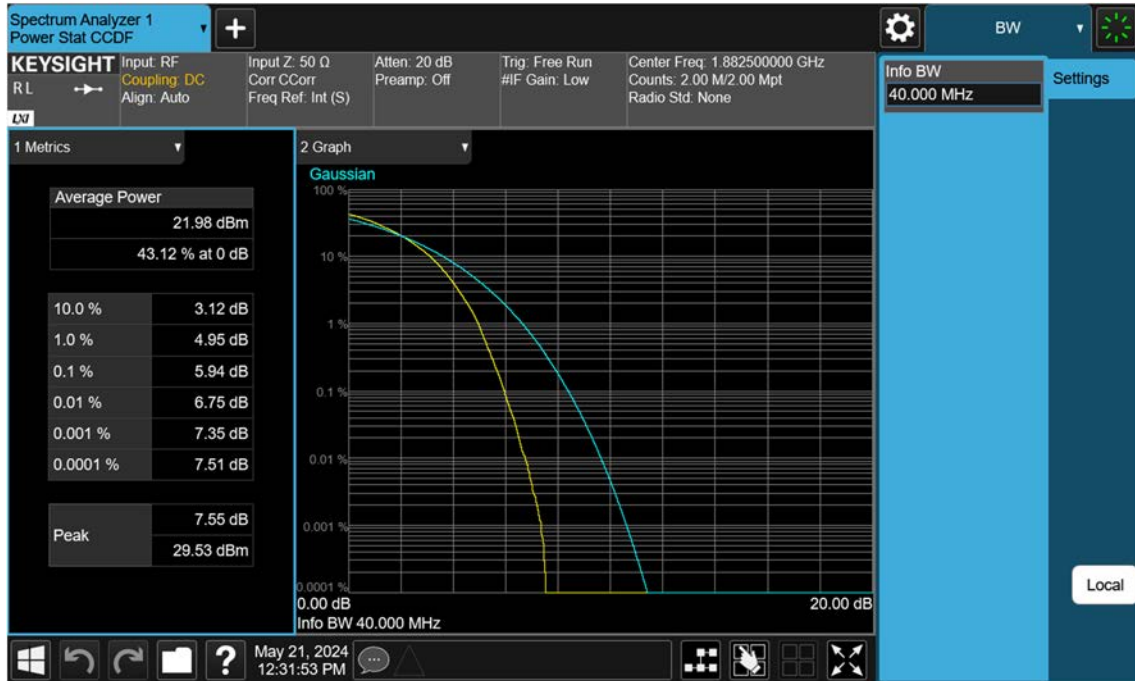 Spectrum Analyzer 1
Power Stat CCDF
BW
KEYSIGHT
RL
LXI
Input: RF
Coupling: DC
Align: Auto
Input Z: 50 Ω
Corr CCorr
Freq Ref: Int (S)
Atten: 20 dB
Preamp: Off
Trig: Free Run
#IF Gain: Low
Center Freq: 1.882500000 GHz
Counts: 2.00 M/2.00 Mpt
Radio Std: None
Info BW
40.000 MHz
Settings
1 Metrics
Average Power
21.98 dBm
43.12 % at 0 dB
10.0 % 3.12 dB
1.0 % 4.95 dB
0.1 % 5.94 dB
0.01 % 6.75 dB
0.001 % 7.35 dB
0.0001 % 7.51 dB
Peak
7.55 dB
29.53 dBm
2 Graph
Gaussian
100 %
10 %
1 %
0.1 %
0.01 %
0.001 %
0.0001 %
0.00 dB 20.00 dB
Info BW 40.000 MHz
Local
?
May 21, 2024
12:31:53 PM